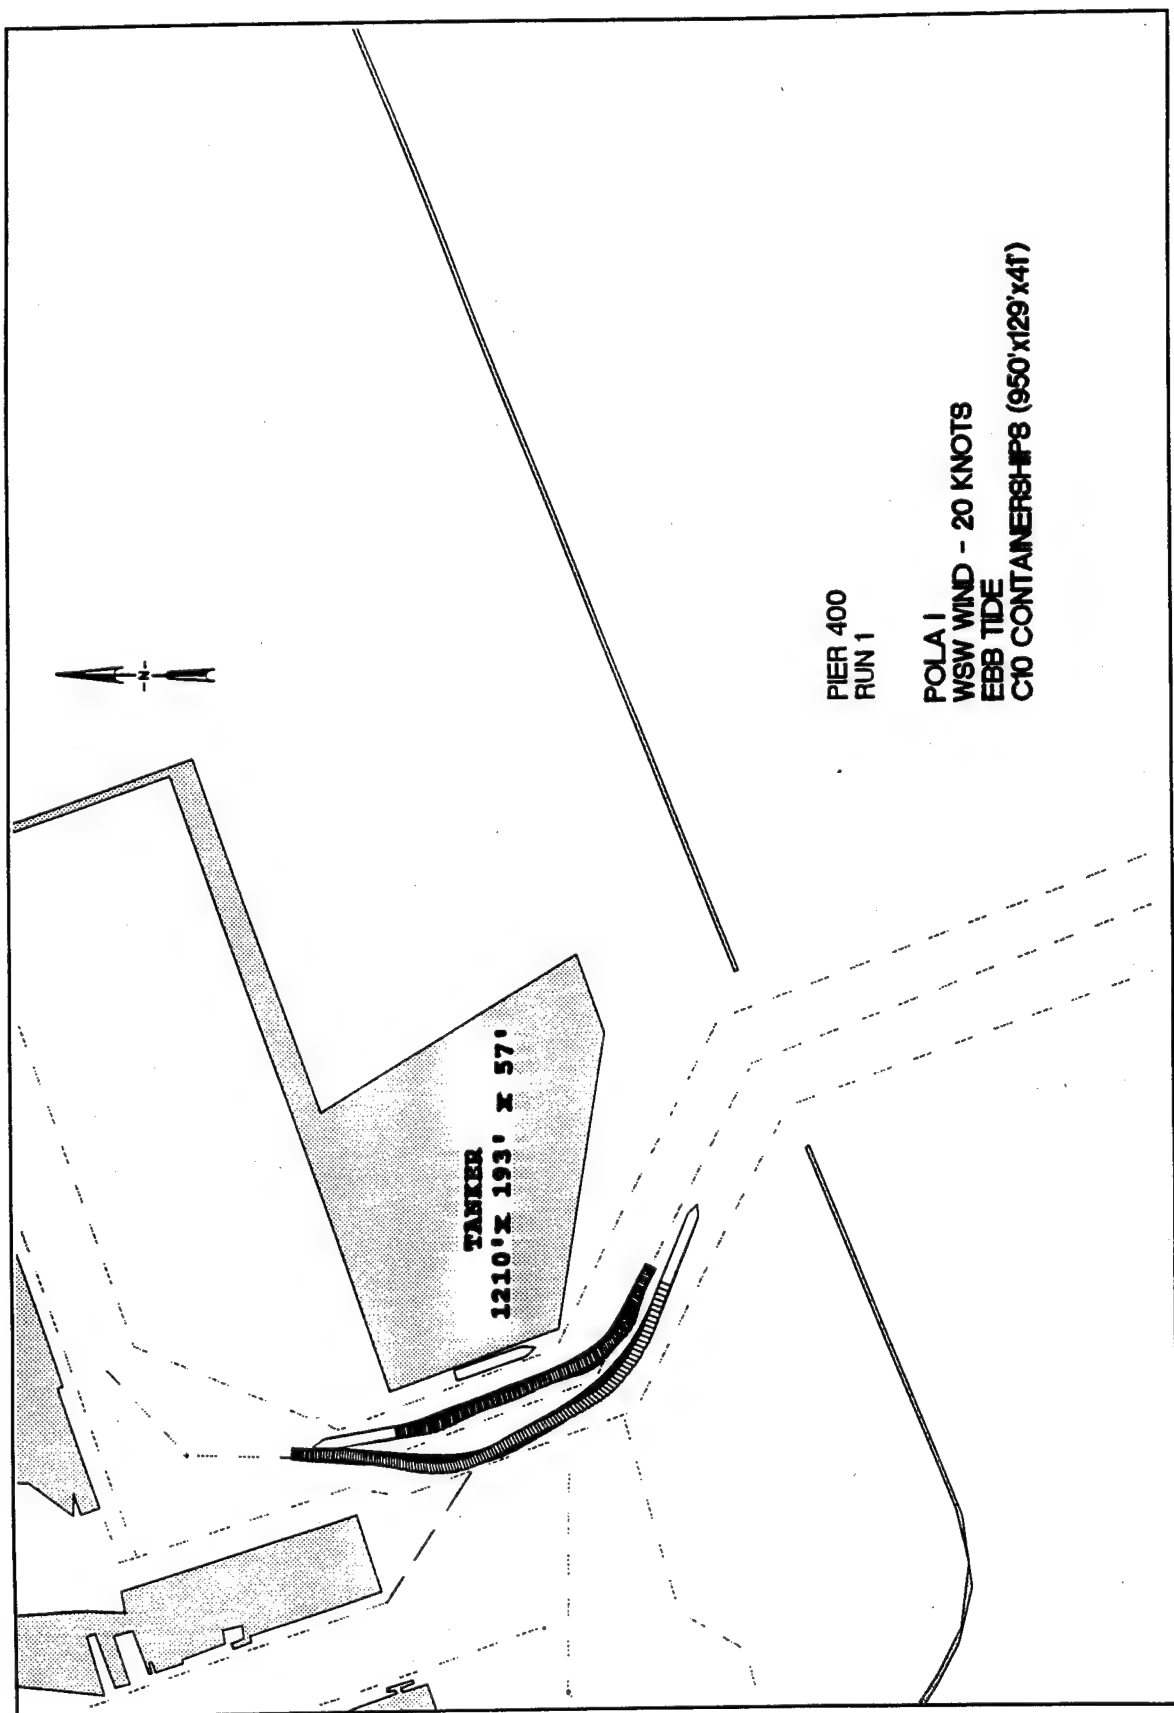 -N-
TANKER
1210'X 193' X 57'
PIER 400
RUN 1
POLA I
WSW WIND - 20 KNOTS
EBB TIDE
C10 CONTAINERSHIPS (950'x129'x41')